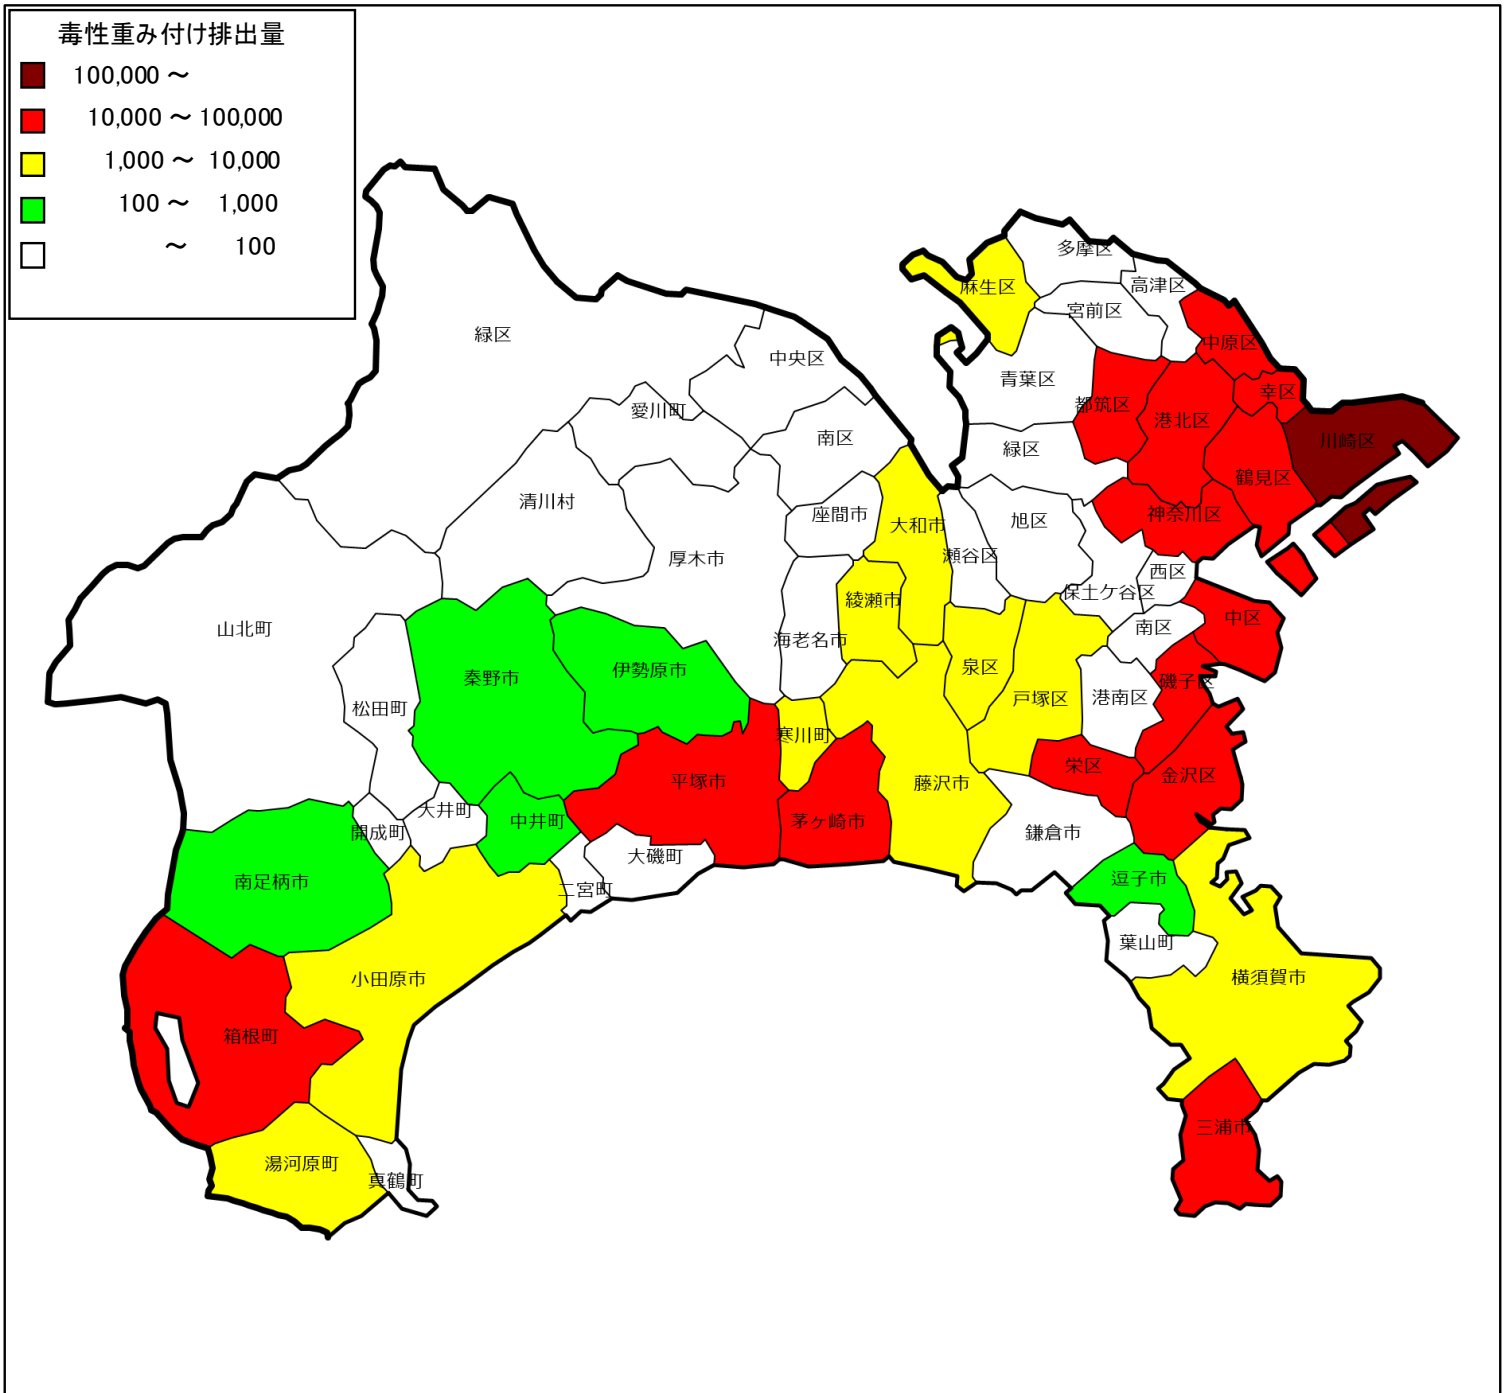 毒性重み付け排出量
100,000 ～
10,000 ～ 100,000
1,000 ～ 10,000
100 ～ 1,000
～ 100
多摩区
高津区
麻生区
宮前区
緑区
中原区
中央区
青葉区
幸区
愛川町
都筑区
港北区
南区
川崎区
緑区
鶴見区
清川村
座間市
神奈川区
旭区
大和市
厚木市
瀬谷区
西区
保土ケ谷区
綾瀬市
中区
山北町
南区
海老名市
伊勢原市
泉区
秦野市
磯子区
港南区
戸塚区
松田町
寒川町
栄区
金沢区
平塚市
藤沢市
大井町
中井町
茅ヶ崎市
開成町
鎌倉市
大磯町
南足柄市
逗子市
二宮町
葉山町
小田原市
横須賀市
箱根町
三浦市
湯河原町
真鶴町